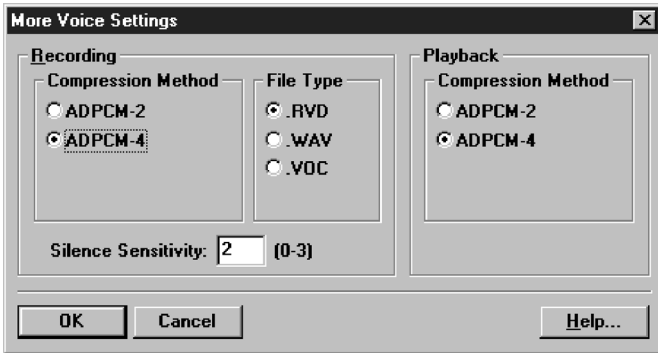 More Voice Settings
Recording
Compression Method
ADPCM-2
ADPCM-4
File Type
.RVD
.WAV
.VOC
Silence Sensitivity: 2 (0-3)
Playback
Compression Method
ADPCM-2
ADPCM-4
OK
Cancel
Help...